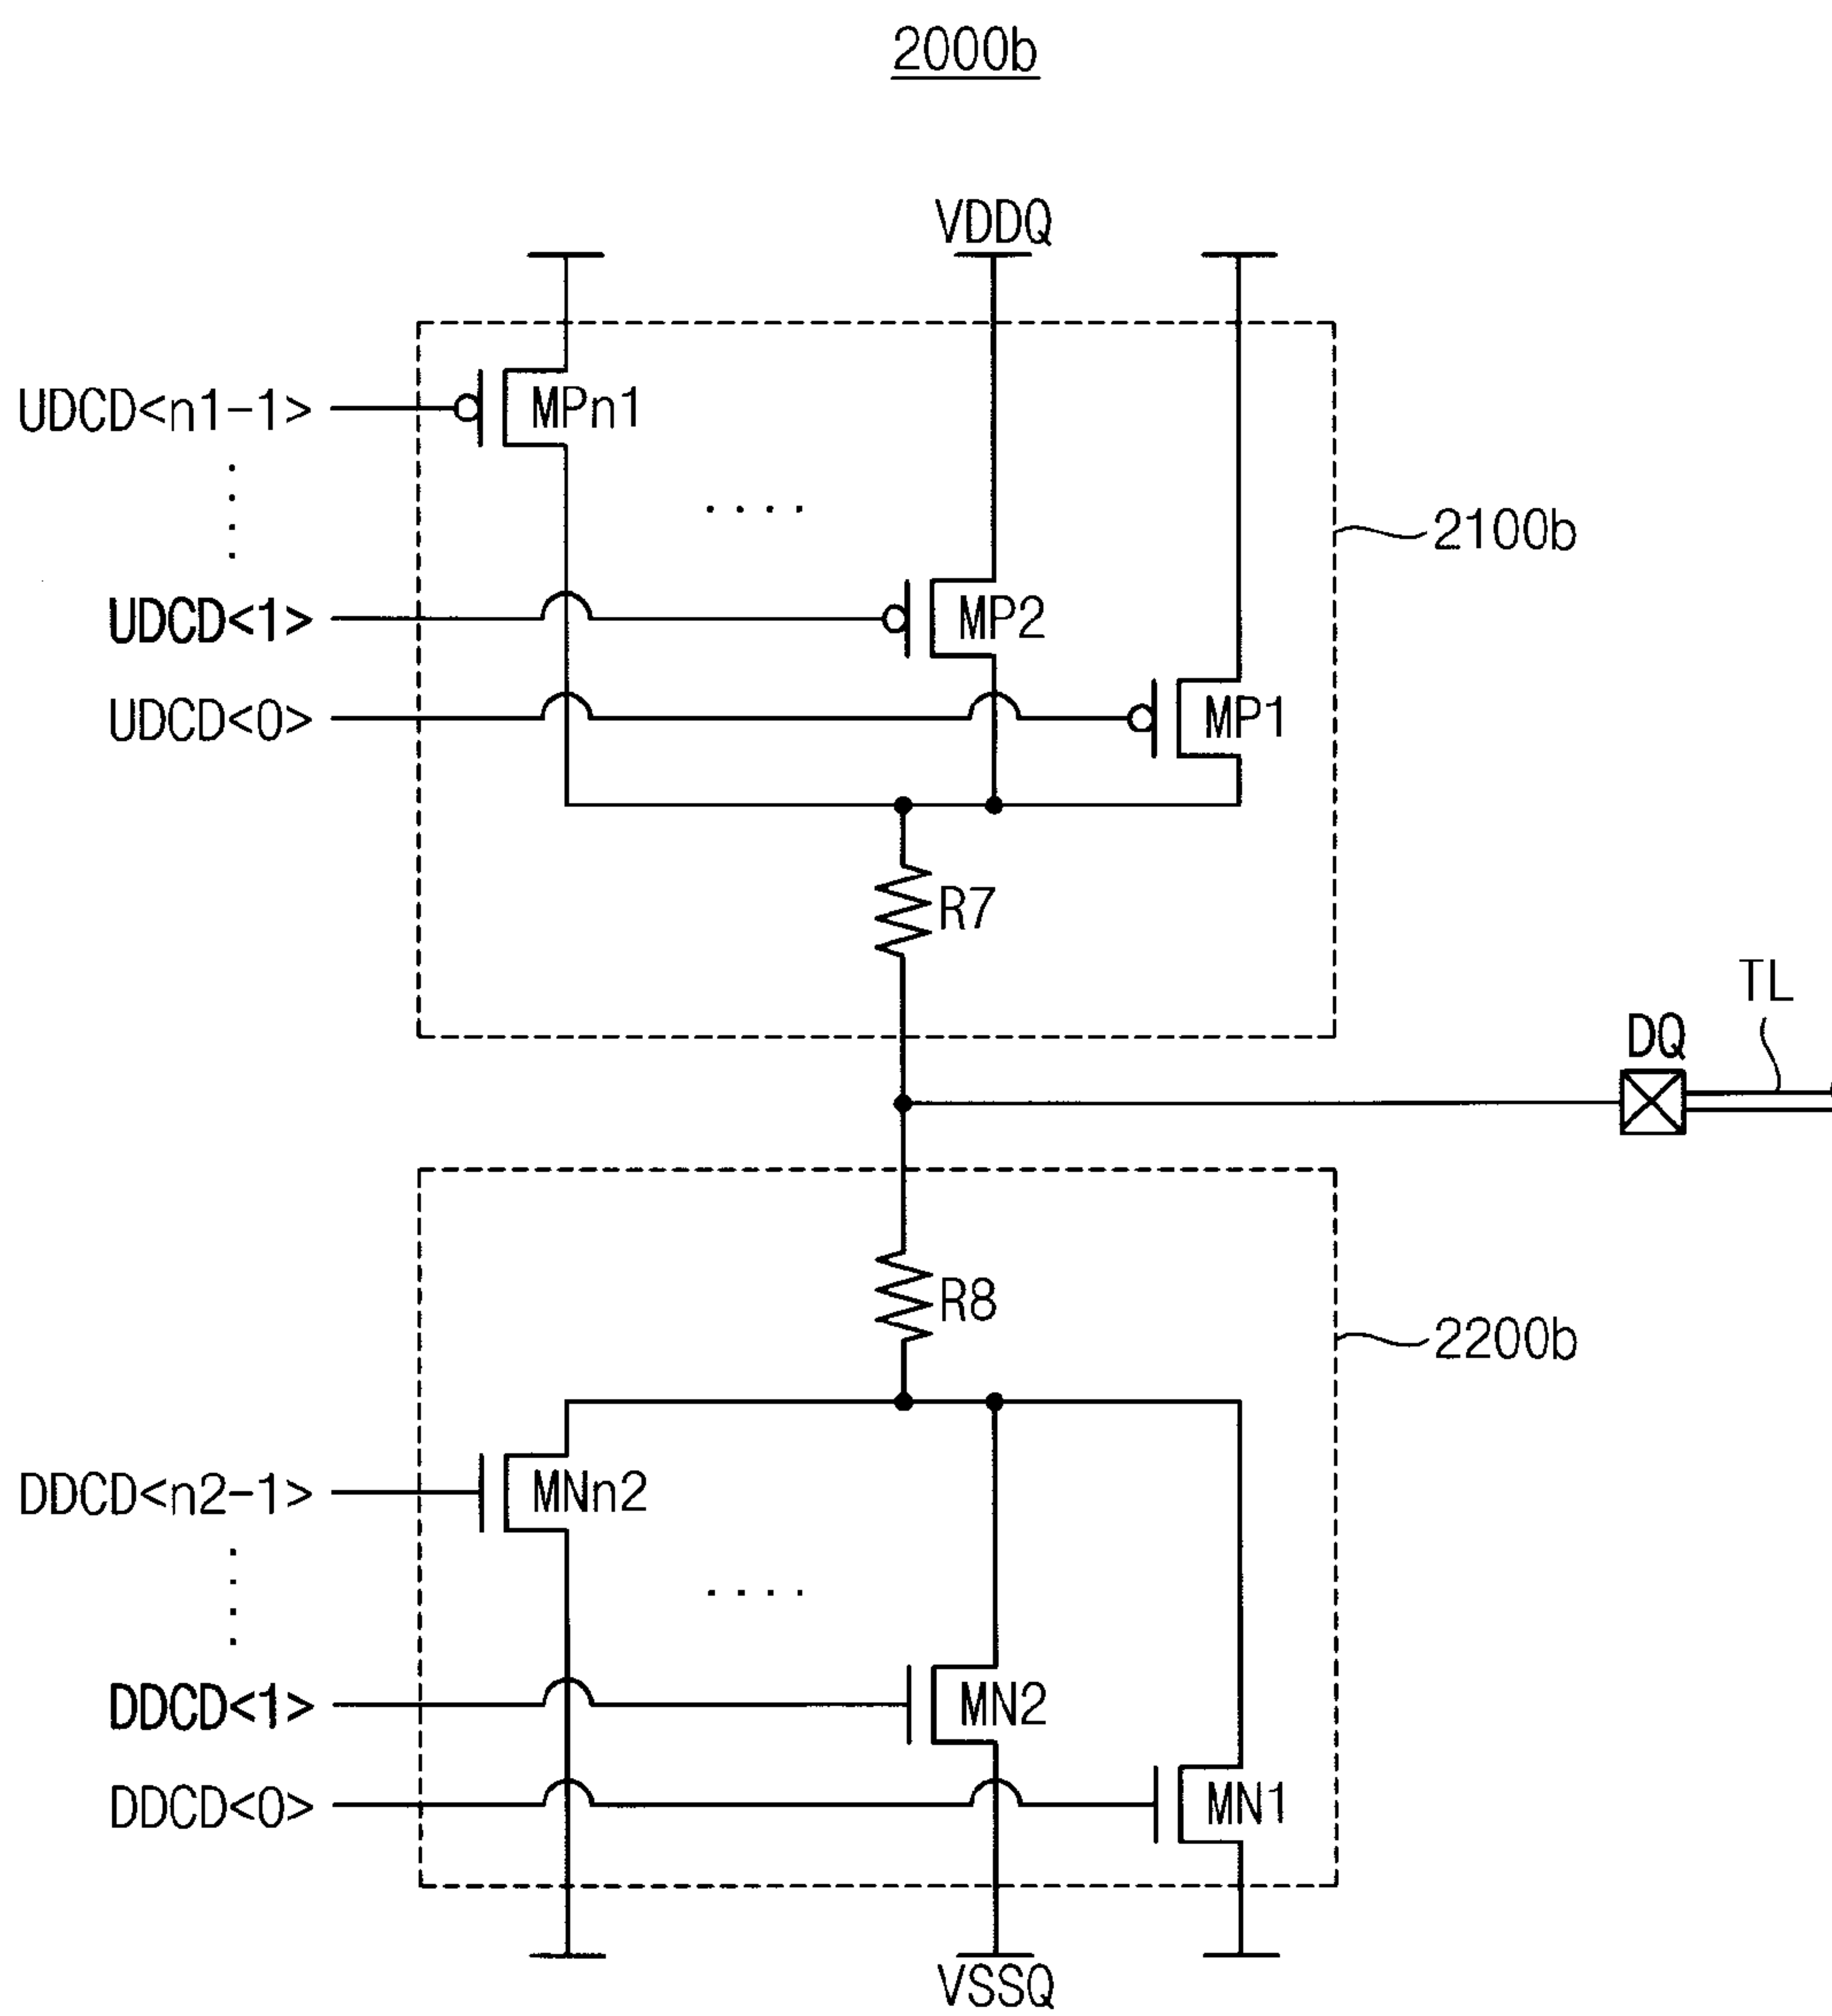 2000b
VDDQ
UDCD<n1-1>
MPn1
2100b
UDCD<1>
MP2
UDCD<0>
MP1
R7
TL
DQ
R8
2200b
DDCD<n2-1>
MNn2
DDCD<1>
MN2
DDCD<0>
MN1
VSSQ